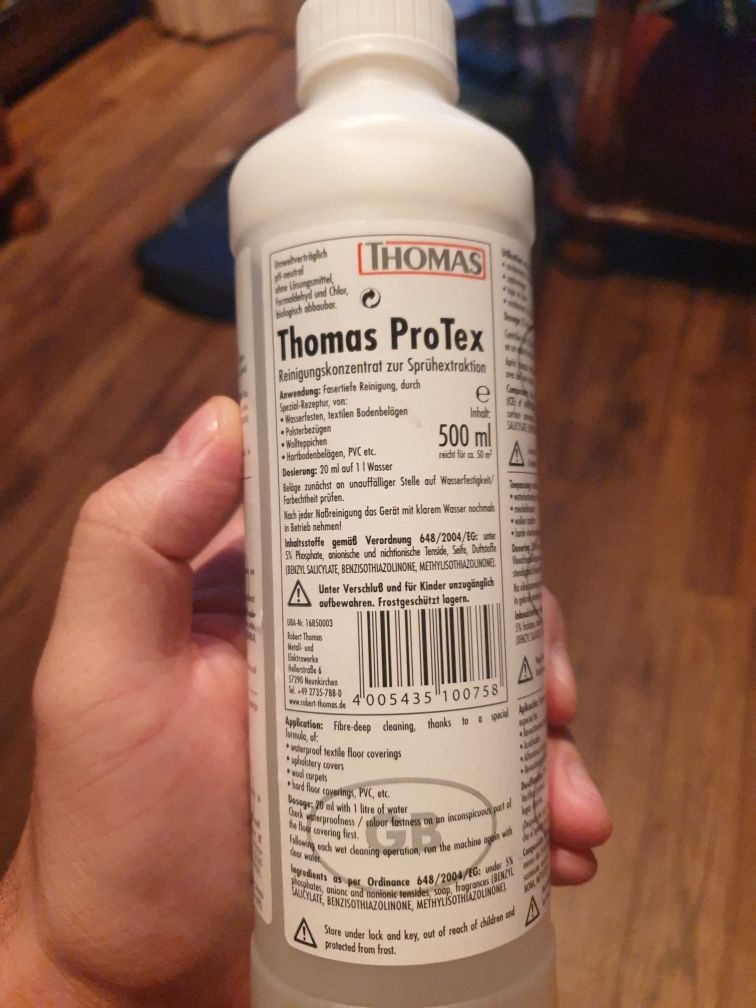 Umweltverträglich
pH-neutral
ohne Lösungsmittel,
Formaldehyd und Chlor,
biologisch abbaubar.
THOMAS
Thomas ProTex
Reinigungskonzentrat zur Sprühextraktion
Anwendung: Fasertiefe Reinigung, durch
Spezial-Rezeptur, von:
• Wasserfesten, textilen Bodenbelägen
• Polsterbezügen
• Wollteppichen
• Hartbodenbelägen, PVC etc.
Dosierung: 20 ml auf 1 l Wasser
e
Inhalt:
500 ml
reicht für ca. 50 m²
Beläge zunächst an unauffälliger Stelle auf Wasserfestigkeit/
Farbechtheit prüfen.
Nach jeder Naßreinigung das Gerät mit klarem Wasser nochmals
in Betrieb nehmen!
Inhaltsstoffe gemäß Verordnung 648/2004/EG: unter
5% Phosphate, anionische und nichtionische Tenside, Seife, Duftstoffe
(BENZYL SALICYLATE, BENZISOTHIAZOLINONE, METHYLISOTHIAZOLINONE).
Unter Verschluß und für Kinder unzugänglich
aufbewahren. Frostgeschützt lagern.
UBA-Nr. 16850003
Robert Thomas
Metall- und
Elektrowerke
Hellerstraße 6
57290 Neunkirchen
Tel. +49 2735-788-0
www.robert-thomas.de
4 005435 100758
Application: Fibre-deep cleaning, thanks to a special
formula, of:
• waterproof textile floor coverings
• upholstery covers
• wool carpets
• hard floor coverings, PVC, etc.
Dosage: 20 ml with 1 litre of water
Check waterproofness / colour fastness on an inconspicuous part of
the floor covering first.
Following each wet cleaning operation, run the machine again with
clear water.
GB
Ingredients as per Ordinance 648/2004/EG: under 5%
phosphates, anionc and nonionic tensides, soap, fragrances (BENZYL
SALICYLATE, BENZISOTHIAZOLINONE, METHYLISOTHIAZOLINONE).
Store under lock and key, out of reach of children and
protected from frost.